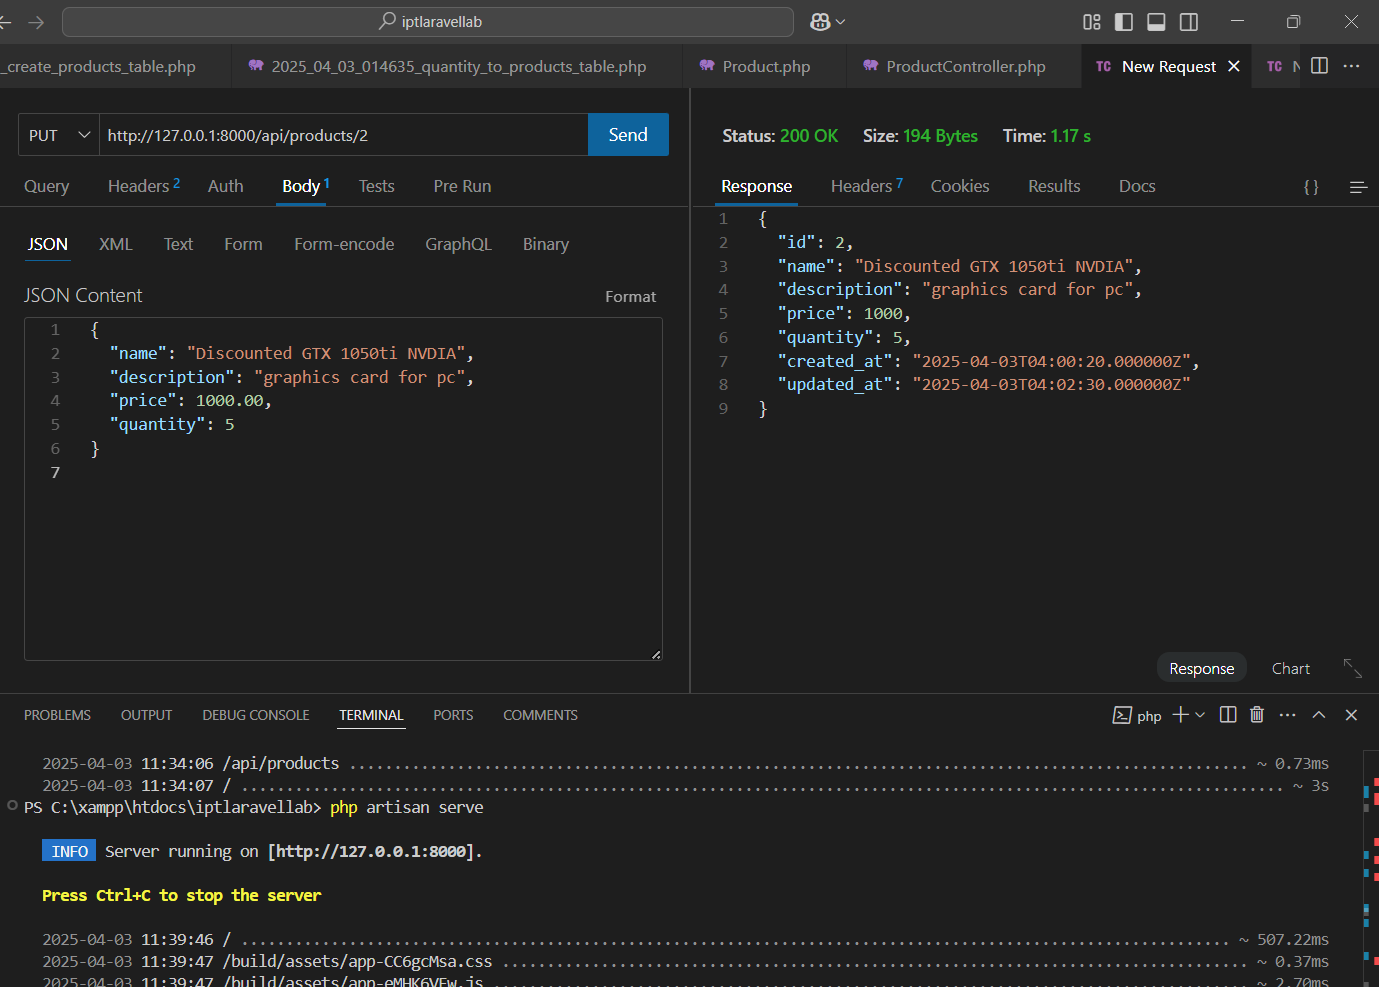 iptlaravellab
_create_products_table.php
2025_04_03_014635_quantity_to_products_table.php
Product.php
ProductController.php
TC New Request
TC N
PUT
http://127.0.0.1:8000/api/products/2
Send
Query
Headers 2
Auth
Body 1
Tests
Pre Run
JSON
XML
Text
Form
Form-encode
GraphQL
Binary
JSON Content
Format
1 {
2 "name": "Discounted GTX 1050ti NVDIA",
3 "description": "graphics card for pc",
4 "price": 1000.00,
5 "quantity": 5
6 }
7
Status: 200 OK Size: 194 Bytes Time: 1.17 s
Response
Headers 7
Cookies
Results
Docs
{ }
1 {
2 "id": 2,
3 "name": "Discounted GTX 1050ti NVDIA",
4 "description": "graphics card for pc",
5 "price": 1000,
6 "quantity": 5,
7 "created_at": "2025-04-03T04:00:20.000000Z",
8 "updated_at": "2025-04-03T04:02:30.000000Z"
9 }
Response
Chart
PROBLEMS
OUTPUT
DEBUG CONSOLE
TERMINAL
PORTS
COMMENTS
php
2025-04-03 11:34:06 /api/products ........................................ ~ 0.73ms
2025-04-03 11:34:07 / ........................................ ~ 3s
PS C:\xampp\htdocs\iptlaravellab> php artisan serve
INFO Server running on [http://127.0.0.1:8000].
Press Ctrl+C to stop the server
2025-04-03 11:39:46 / ........................................ ~ 507.22ms
2025-04-03 11:39:47 /build/assets/app-CC6gcMsa.css ........................................ ~ 0.37ms
2025-04-03 11:39:47 /build/assets/app-eMHK6VFw.js ........................................ ~ 2.70ms